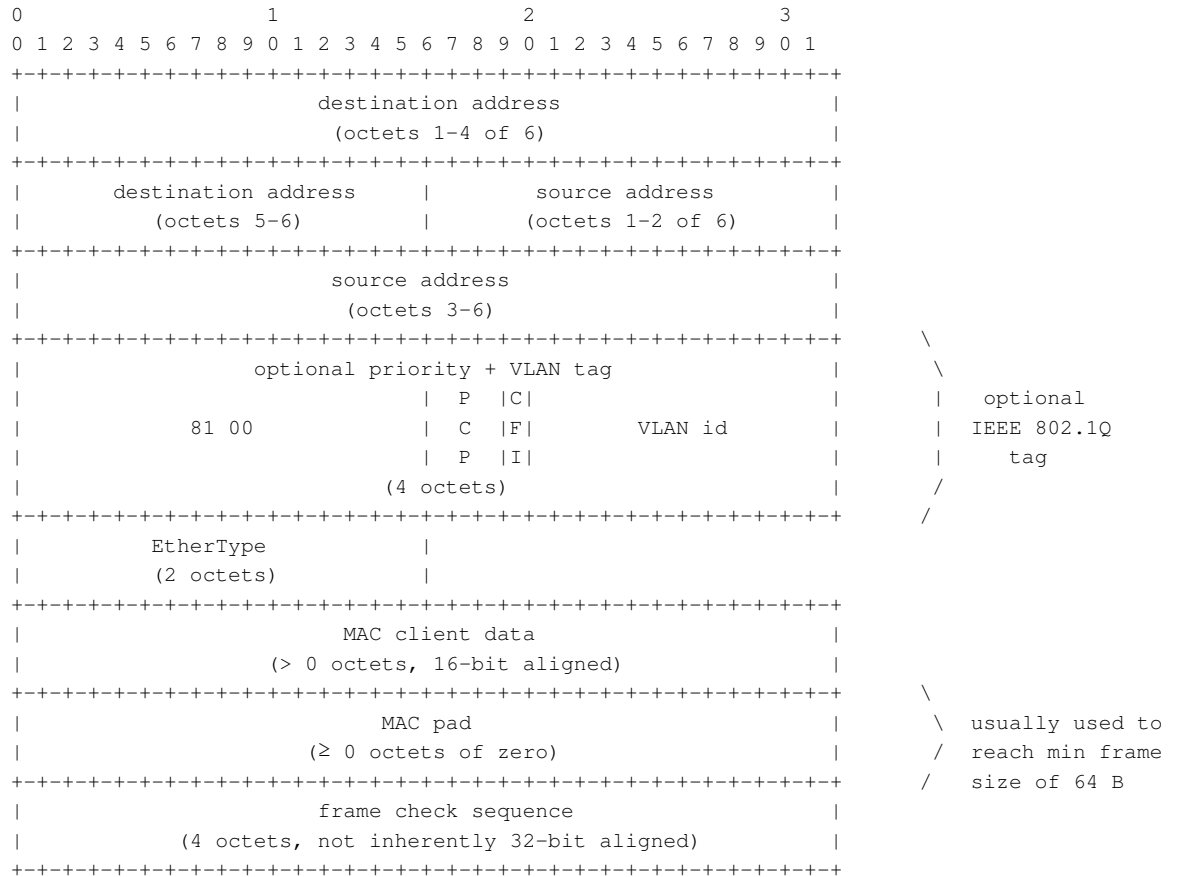 0                   1                   2                   3
0 1 2 3 4 5 6 7 8 9 0 1 2 3 4 5 6 7 8 9 0 1 2 3 4 5 6 7 8 9 0 1
+-+-+-+-+-+-+-+-+-+-+-+-+-+-+-+-+-+-+-+-+-+-+-+-+-+-+-+-+-+-+-+-+
|                       destination address                     |
|                        (octets 1-4 of 6)                      |
+-+-+-+-+-+-+-+-+-+-+-+-+-+-+-+-+-+-+-+-+-+-+-+-+-+-+-+-+-+-+-+-+
|       destination address     |        source address         |
|          (octets 5-6)         |       (octets 1-2 of 6)       |
+-+-+-+-+-+-+-+-+-+-+-+-+-+-+-+-+-+-+-+-+-+-+-+-+-+-+-+-+-+-+-+-+
|                        source address                         |
|                         (octets 3-6)                          |
+-+-+-+-+-+-+-+-+-+-+-+-+-+-+-+-+-+-+-+-+-+-+-+-+-+-+-+-+-+-+-+-+      \
|                  optional priority + VLAN tag                 |       \
|                               |  P  |C|                       |       |   optional
|             81 00             |  C  |F|        VLAN id        |       |  IEEE 802.1Q
|                               |  P  |I|                       |       |     tag
|                            (4 octets)                         |       /
+-+-+-+-+-+-+-+-+-+-+-+-+-+-+-+-+-+-+-+-+-+-+-+-+-+-+-+-+-+-+-+-+      /
|          EtherType            |
|          (2 octets)           |
+-+-+-+-+-+-+-+-+-+-+-+-+-+-+-+-+-+-+-+-+-+-+-+-+-+-+-+-+-+-+-+-+
|                         MAC client data                       |
|                   (> 0 octets, 16-bit aligned)                |
+-+-+-+-+-+-+-+-+-+-+-+-+-+-+-+-+-+-+-+-+-+-+-+-+-+-+-+-+-+-+-+-+      \
|                            MAC pad                            |       \  usually used to
|                      (≥ 0 octets of zero)                     |       /  reach min frame
+-+-+-+-+-+-+-+-+-+-+-+-+-+-+-+-+-+-+-+-+-+-+-+-+-+-+-+-+-+-+-+-+      /   size of 64 B
|                       frame check sequence                    |
|            (4 octets, not inherently 32-bit aligned)          |
+-+-+-+-+-+-+-+-+-+-+-+-+-+-+-+-+-+-+-+-+-+-+-+-+-+-+-+-+-+-+-+-+